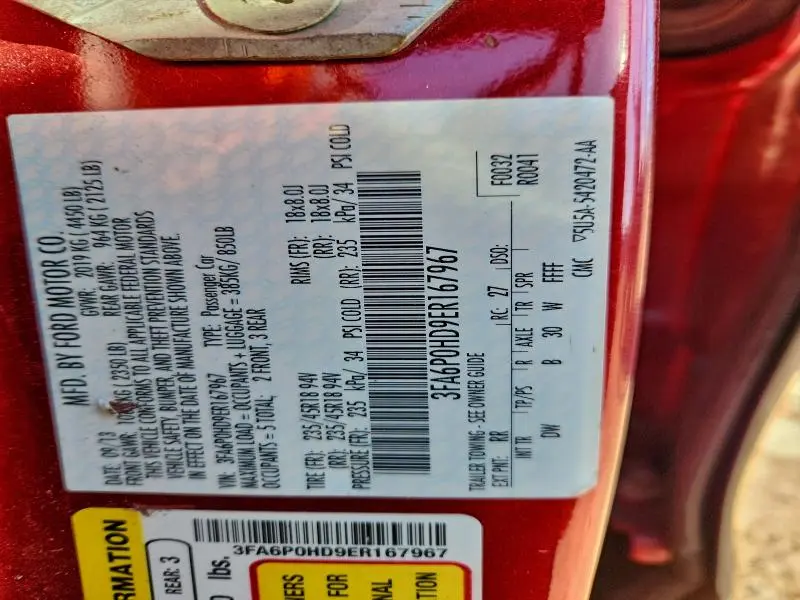 MFD. BY FORD MOTOR CO.
DATE: 09/13 GVWR: 2019 KG ( 4450 LB)
FRONT GAWR: KG ( 2350 LB) REAR GAWR: 964 KG ( 2125 LB)
THIS VEHICLE CONFORMS TO ALL APPLICABLE FEDERAL MOTOR
VEHICLE SAFETY, BUMPER, AND THEFT PREVENTION STANDARDS
IN EFFECT ON THE DATE OF MANUFACTURE SHOWN ABOVE.
VIN: 3FA6P0HD9ER167967 TYPE: Passenger Car
MAXIMUM LOAD = OCCUPANTS + LUGGAGE = 385KG/ 850LB
OCCUPANTS = 5 TOTAL; 2 FRONT, 3 REAR
TIRE (FR): 235/45R18 94V RIMS (FR): 18x8.0J
(RR): 235/45R18 94V (RR): 18x8.0J
PRESSURE (FR): 235 kPa/ 34 PSI COLD (RR): 235 kPa/ 34 PSI COLD
3FA6P0HD9ER167967
TRAILER TOWING - SEE OWNER GUIDE
F0032
EXT PNT: RR RC: 27 DSO: R0041
INT TR TP/PS R AXLE TR SPR
DW B 30 W FFFF
CMC ▽5U5A-5420472-AA
3FA6P0HD9ER167967
RMATION
REAR: 3
0 lbs.
FOR